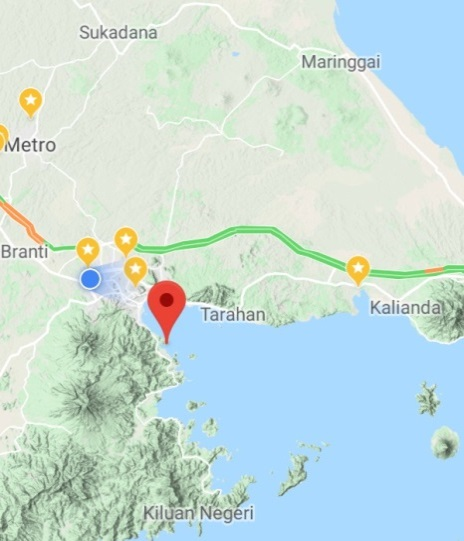 Sukadana
Maringgai
Metro
Branti
Tarahan
Kalianda
Kiluan Negeri